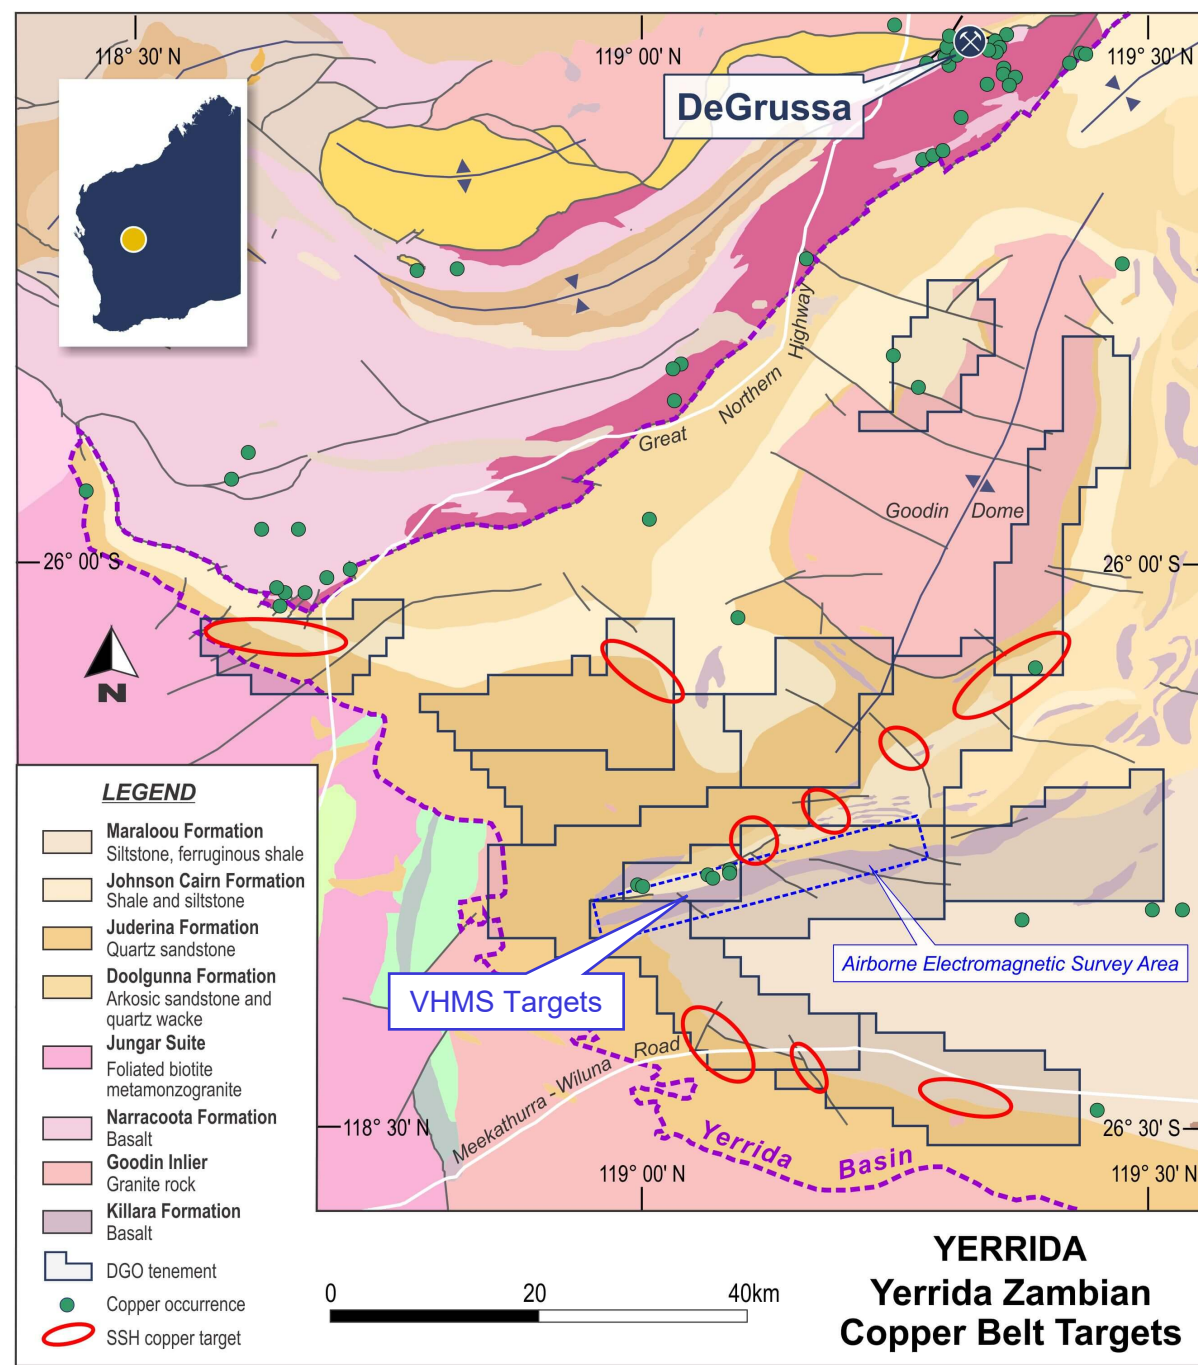 118° 30' N
119° 00' N
119° 30' N
DeGrussa
Great Northern Highway
Goodin Dome
26° 00' S
26° 00' S
N
Airborne Electromagnetic Survey Area
VHMS Targets
Meekathurra - Wiluna Road
118° 30' N
26° 30' S
Yerrida Basin
119° 00' N
119° 30' N
LEGEND
Maraloou Formation
Siltstone, ferruginous shale
Johnson Cairn Formation
Shale and siltstone
Juderina Formation
Quartz sandstone
Doolgunna Formation
Arkosic sandstone and
quartz wacke
Jungar Suite
Foliated biotite
metamonzogranite
Narracoota Formation
Basalt
Goodin Inlier
Granite rock
Killara Formation
Basalt
DGO tenement
Copper occurrence
SSH copper target
0 20 40km
YERRIDA
Yerrida Zambian
Copper Belt Targets